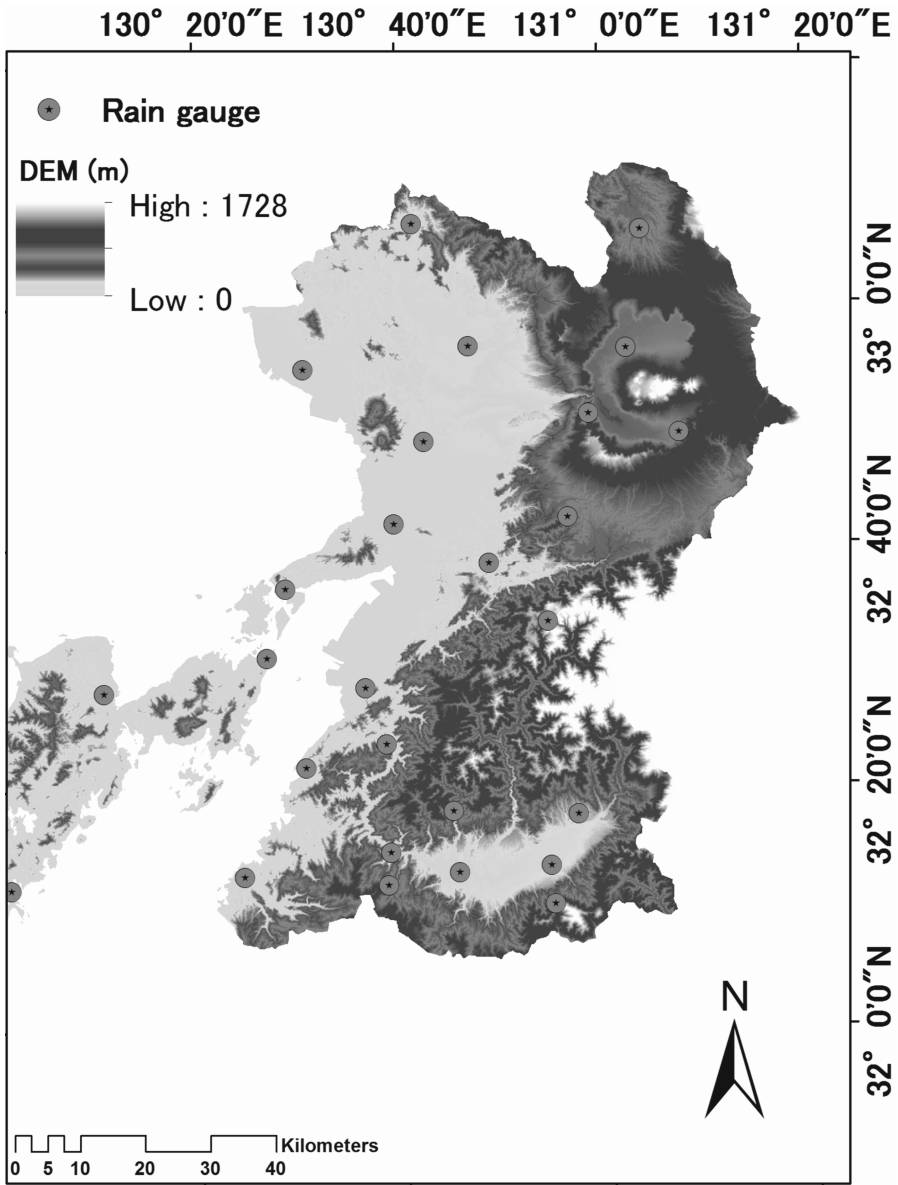 130° 20'0″E 130° 40'0″E 131° 0'0″E 131° 20'0″E
Rain gauge
DEM (m)
High : 1728
Low : 0
33° 0'0″N
32° 40'0″N
32° 20'0″N
32° 0'0″N
N
Kilometers
0 5 10 20 30 40